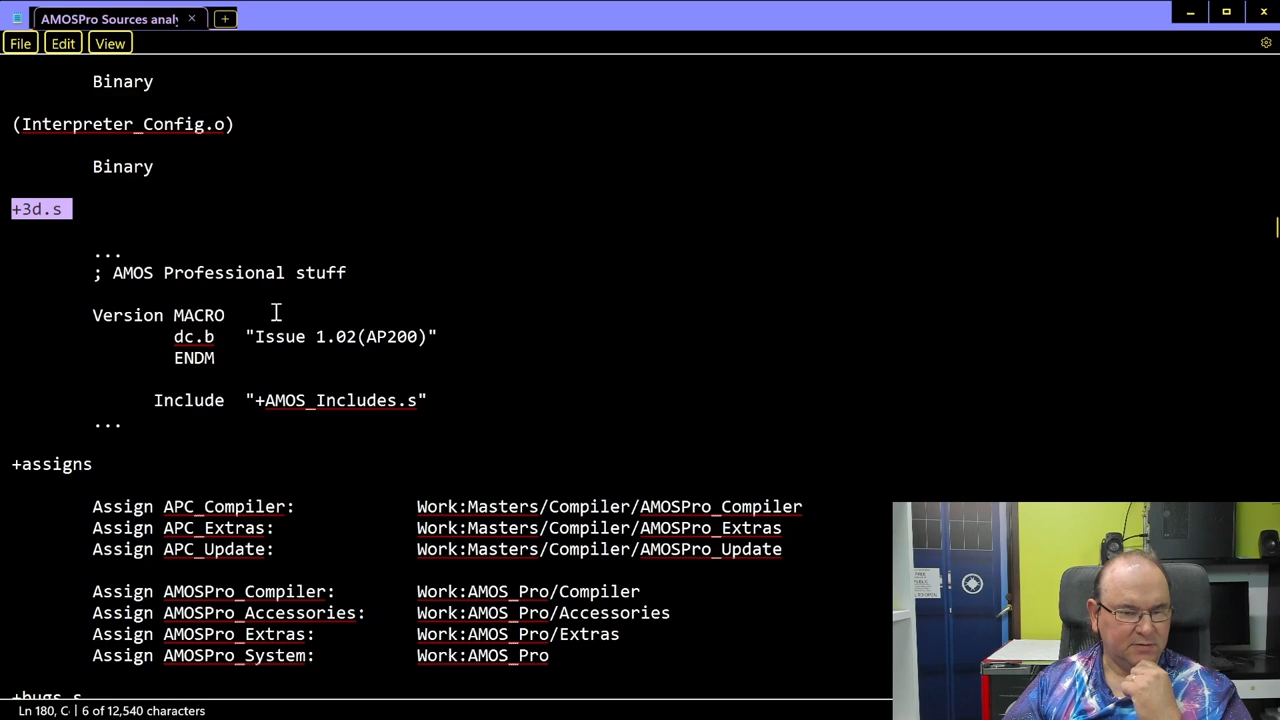 AMOSPro Sources analy
File Edit View
Binary
(Interpreter_Config.o)
Binary
+3d.s
...
; AMOS Professional stuff
Version MACRO
dc.b "Issue 1.02(AP200)"
ENDM
Include "+AMOS_Includes.s"
...
+assigns
Assign APC_Compiler: Work:Masters/Compiler/AMOSPro_Compiler
Assign APC_Extras: Work:Masters/Compiler/AMOSPro_Extras
Assign APC_Update: Work:Masters/Compiler/AMOSPro_Update
Assign AMOSPro_Compiler: Work:AMOS_Pro/Compiler
Assign AMOSPro_Accessories: Work:AMOS_Pro/Accessories
Assign AMOSPro_Extras: Work:AMOS_Pro/Extras
Assign AMOSPro_System: Work:AMOS_Pro
+bugs.s
Ln 180, C 6 of 12,540 characters